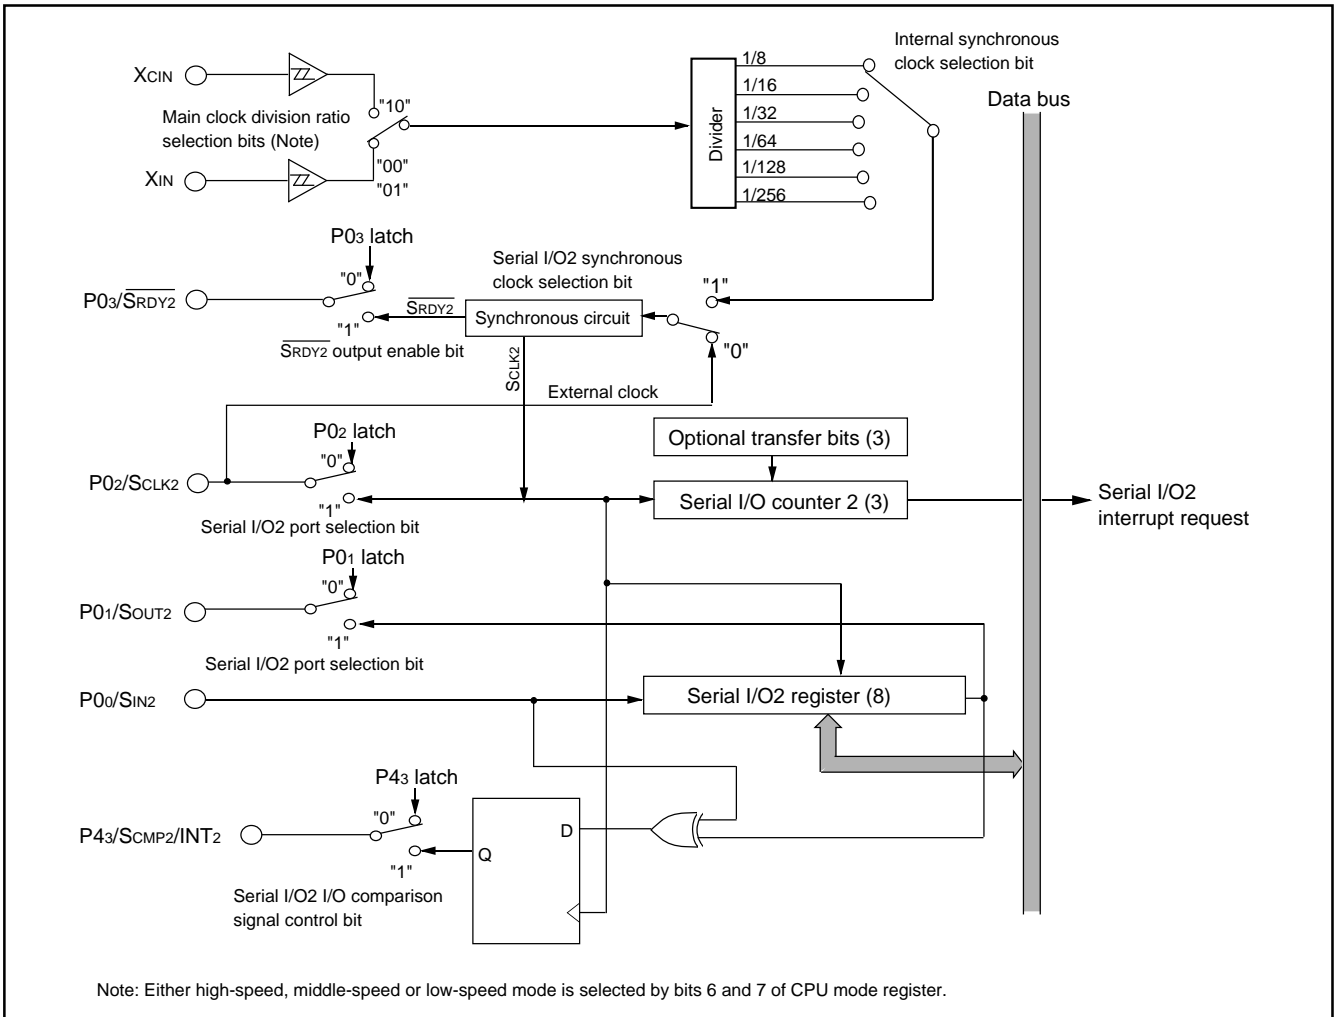 XCIN
Main clock division ratio
selection bits (Note)
"10"
"00"
"01"
XIN
Divider
1/8
1/16
1/32
1/64
1/128
1/256
Internal synchronous
clock selection bit
Data bus
P03 latch
"0"
P03/SRDY2
"1"
SRDY2
SRDY2 output enable bit
Serial I/O2 synchronous
clock selection bit
Synchronous circuit
"1"
"0"
SCLK2
External clock
P02 latch
"0"
P02/SCLK2
"1"
Serial I/O2 port selection bit
Optional transfer bits (3)
Serial I/O counter 2 (3)
Serial I/O2
interrupt request
P01 latch
"0"
P01/SOUT2
"1"
Serial I/O2 port selection bit
P00/SIN2
Serial I/O2 register (8)
P43 latch
"0"
P43/SCMP2/INT2
"1"
D
Q
Serial I/O2 I/O comparison
signal control bit
Note: Either high-speed, middle-speed or low-speed mode is selected by bits 6 and 7 of CPU mode register.